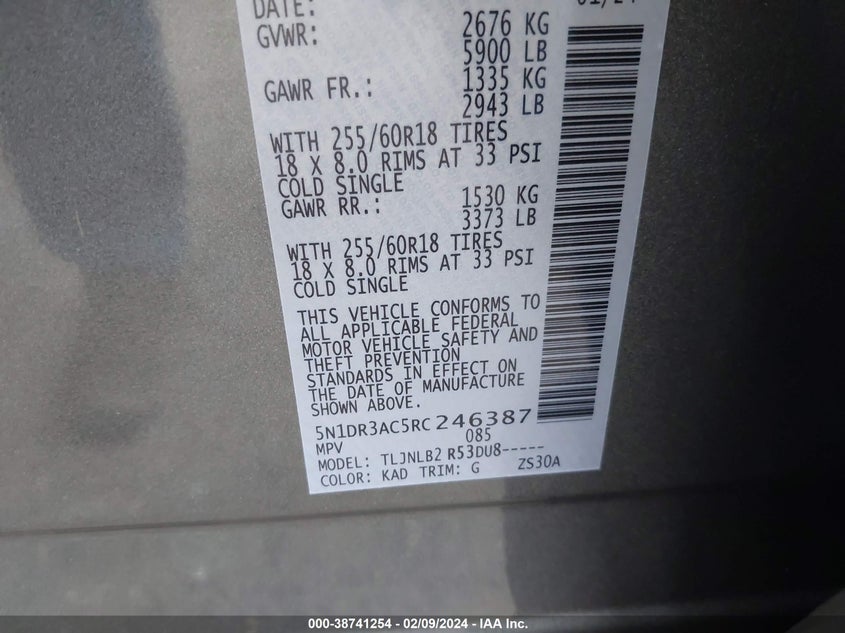 DATE: 01/24
GVWR: 2676 KG
5900 LB
GAWR FR.: 1335 KG
2943 LB
WITH 255/60R18 TIRES
18 X 8.0 RIMS AT 33 PSI
COLD SINGLE
GAWR RR.: 1530 KG
3373 LB
WITH 255/60R18 TIRES
18 X 8.0 RIMS AT 33 PSI
COLD SINGLE
THIS VEHICLE CONFORMS TO
ALL APPLICABLE FEDERAL
MOTOR VEHICLE SAFETY AND
THEFT PREVENTION
STANDARDS IN EFFECT ON
THE DATE OF MANUFACTURE
SHOWN ABOVE.
5N1DR3AC5RC246387
MPV 085
MODEL: TLJNLB2 R53DU8-----
COLOR: KAD TRIM: G ZS30A
000-38741254 - 02/09/2024 - IAA Inc.